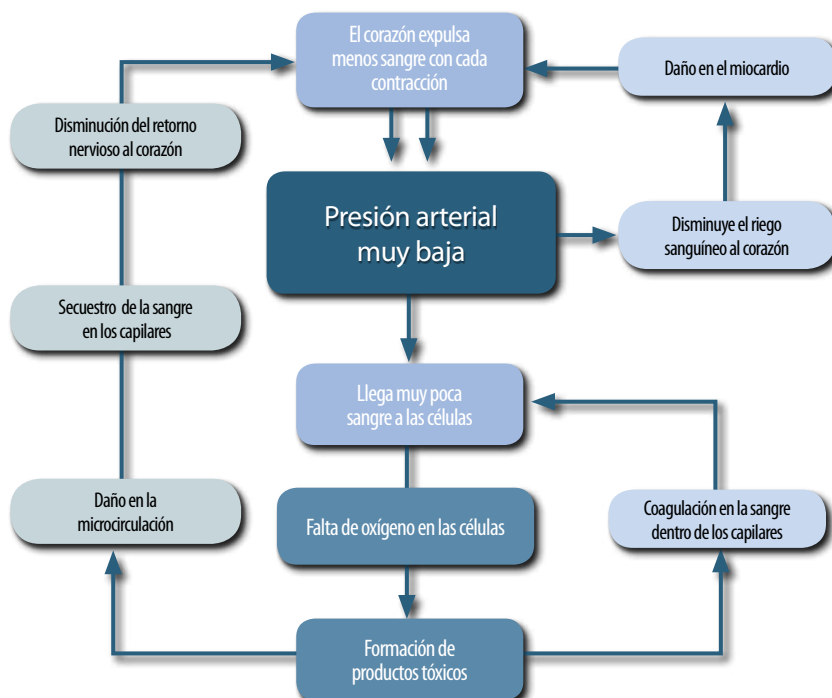 El corazón expulsa
menos sangre con cada
contracción
Daño en el miocardio
Disminución del retorno
nervioso al corazón
Presión arterial
muy baja
Disminuye el riego
sanguíneo al corazón
Secuestro de la sangre
en los capilares
Llega muy poca
sangre a las células
Daño en la
microcirculación
Falta de oxígeno en las células
Coagulación en la sangre
dentro de los capilares
Formación de
productos tóxicos